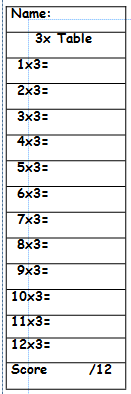 Name:
3x Table
1x3=
2x3=
3x3=
4x3=
5x3=
6x3=
7x3=
8x3=
9x3=
10x3=
11x3=
12x3=
Score /12